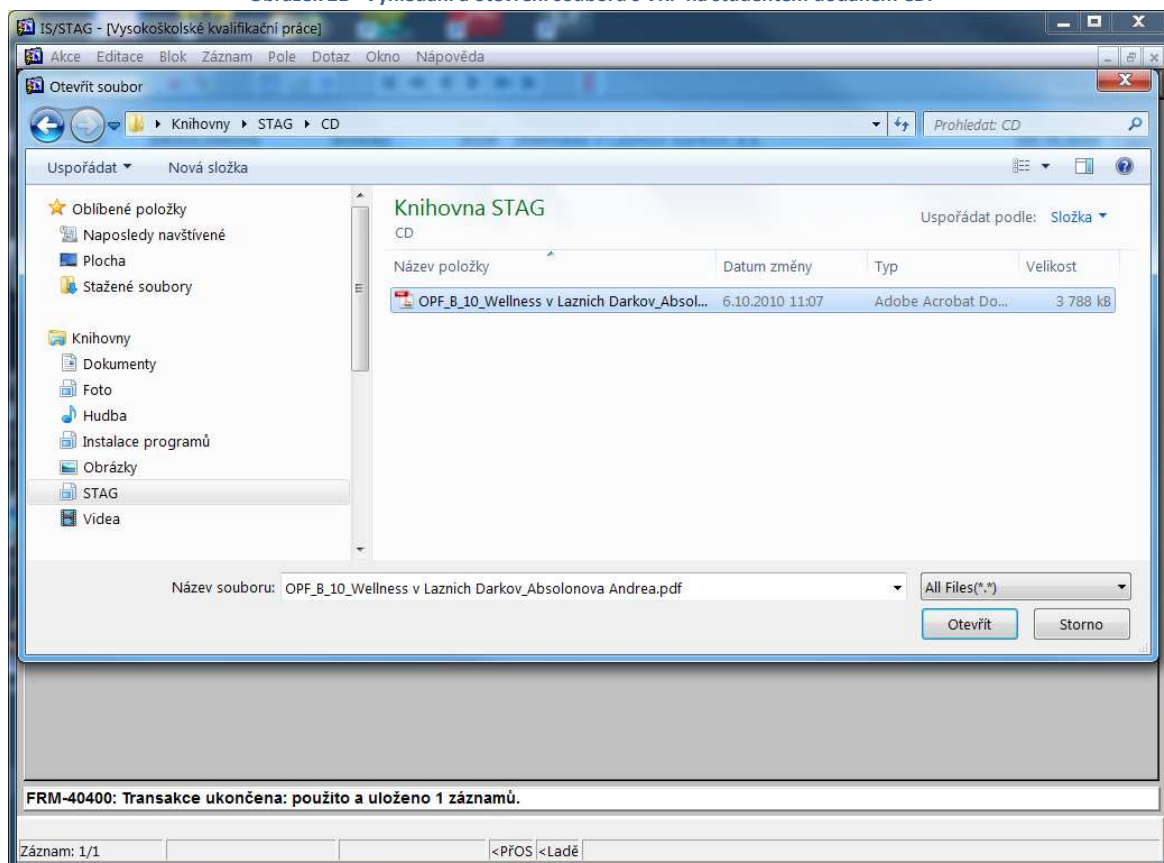 IS/STAG - [Vysokoškolské kvalifikační práce]
Akce Editace Blok Záznam Pole Dotaz Okno Nápověda
Otevřít soubor
Knihovny ▸ STAG ▸ CD
Prohledat: CD
Uspořádat Nová složka
Oblíbené položky
Naposledy navštívené
Plocha
Stažené soubory
Knihovny
Dokumenty
Foto
Hudba
Instalace programů
Obrázky
STAG
Videa
Knihovna STAG
CD
Uspořádat podle: Složka
Název položky Datum změny Typ Velikost
OPF_B_10_Wellness v Laznich Darkov_Absol... 6.10.2010 11:07 Adobe Acrobat Do... 3 788 kB
Název souboru: OPF_B_10_Wellness v Laznich Darkov_Absolonova Andrea.pdf All Files(*.*)
Otevřít Storno
FRM-40400: Transakce ukončena: použito a uloženo 1 záznamů.
Záznam: 1/1 <PřOS <Ladě